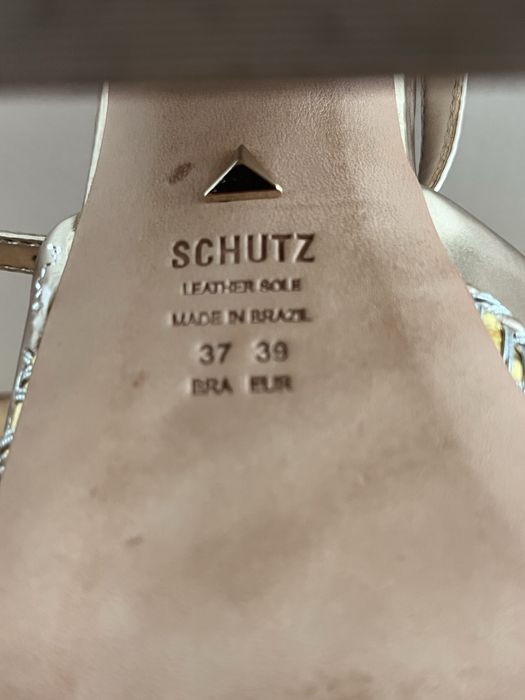 SCHUTZ
LEATHER SOLE
MADE IN BRAZIL
37 39
BRA EUR